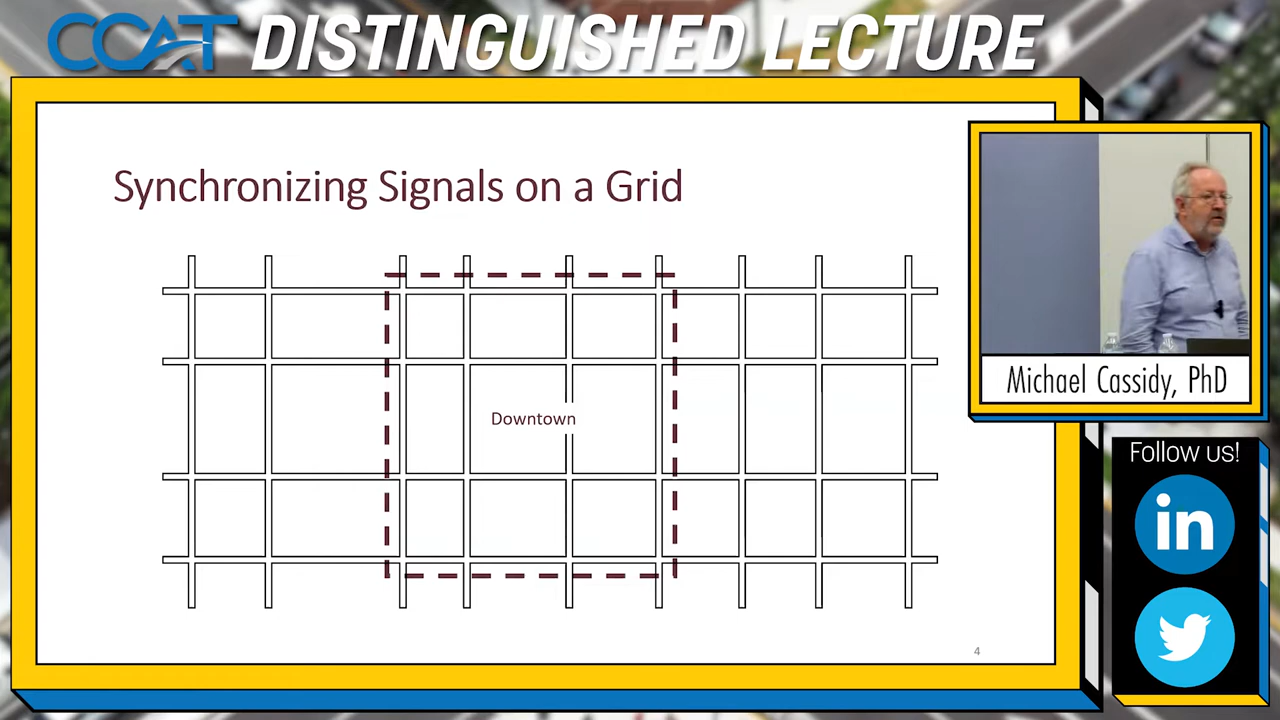 CCAT DISTINGUISHED LECTURE
Synchronizing Signals on a Grid
Downtown
4
Michael Cassidy, PhD
Follow us!
in